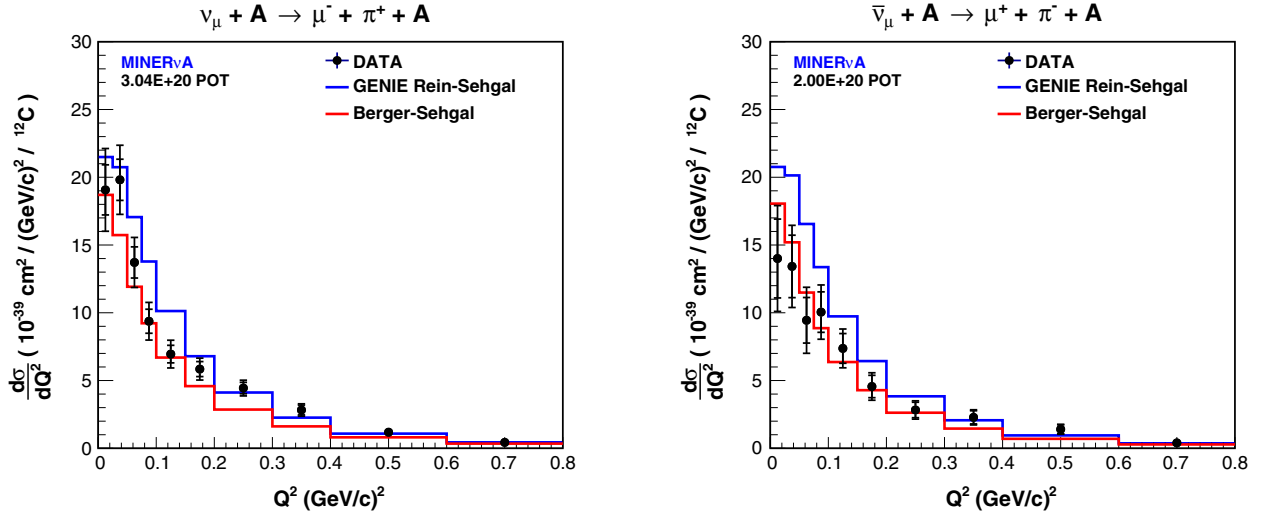 ν_μ + A → μ⁻ + π⁺ + A
MINERνA
3.04E+20 POT
DATA
GENIE Rein-Sehgal
Berger-Sehgal
dσ/dQ² ( 10⁻³⁹ cm² / (GeV/c)² / ¹²C )
30
25
20
15
10
5
0
0 0.1 0.2 0.3 0.4 0.5 0.6 0.7 0.8
Q² (GeV/c)²
ν̅_μ + A → μ⁺ + π⁻ + A
MINERνA
2.00E+20 POT
DATA
GENIE Rein-Sehgal
Berger-Sehgal
dσ/dQ² ( 10⁻³⁹ cm² / (GeV/c)² / ¹²C )
30
25
20
15
10
5
0
0 0.1 0.2 0.3 0.4 0.5 0.6 0.7 0.8
Q² (GeV/c)²